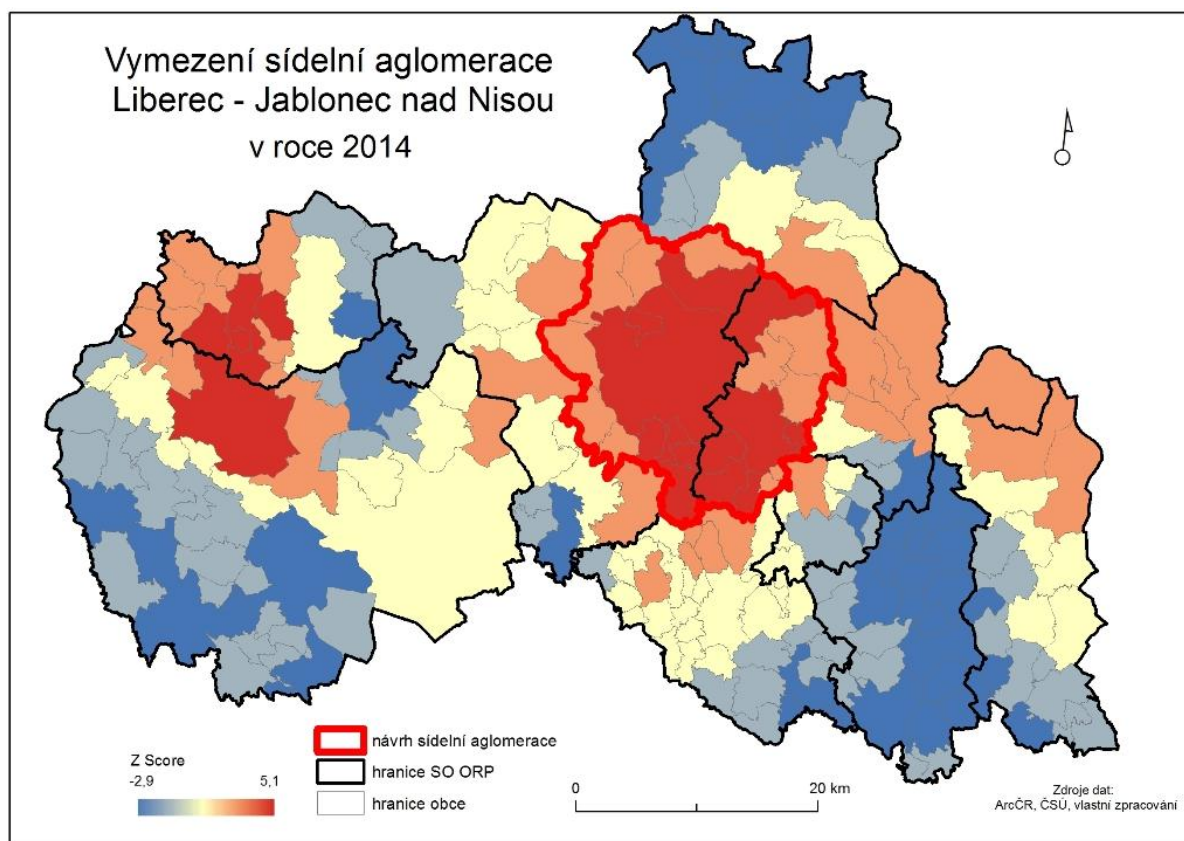 Vymezení sídelní aglomerace
Liberec - Jablonec nad Nisou
v roce 2014
Z Score
-2,9 5,1
návrh sídelní aglomerace
hranice SO ORP
hranice obce
0 20 km
Zdroje dat:
ArcČR, ČSÚ, vlastní zpracování